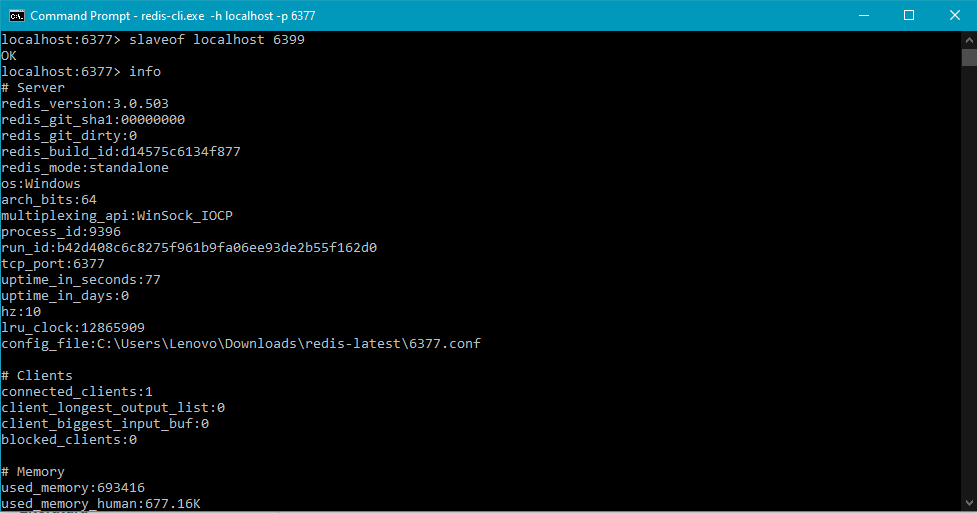 Command Prompt - redis-cli.exe -h localhost -p 6377
localhost:6377> slaveof localhost 6399
OK
localhost:6377> info
# Server
redis_version:3.0.503
redis_git_sha1:00000000
redis_git_dirty:0
redis_build_id:d14575c6134f877
redis_mode:standalone
os:Windows
arch_bits:64
multiplexing_api:WinSock_IOCP
process_id:9396
run_id:b42d408c6c8275f961b9fa06ee93de2b55f162d0
tcp_port:6377
uptime_in_seconds:77
uptime_in_days:0
hz:10
lru_clock:12865909
config_file:C:\Users\Lenovo\Downloads\redis-latest\6377.conf
# Clients
connected_clients:1
client_longest_output_list:0
client_biggest_input_buf:0
blocked_clients:0
# Memory
used_memory:693416
used_memory_human:677.16K